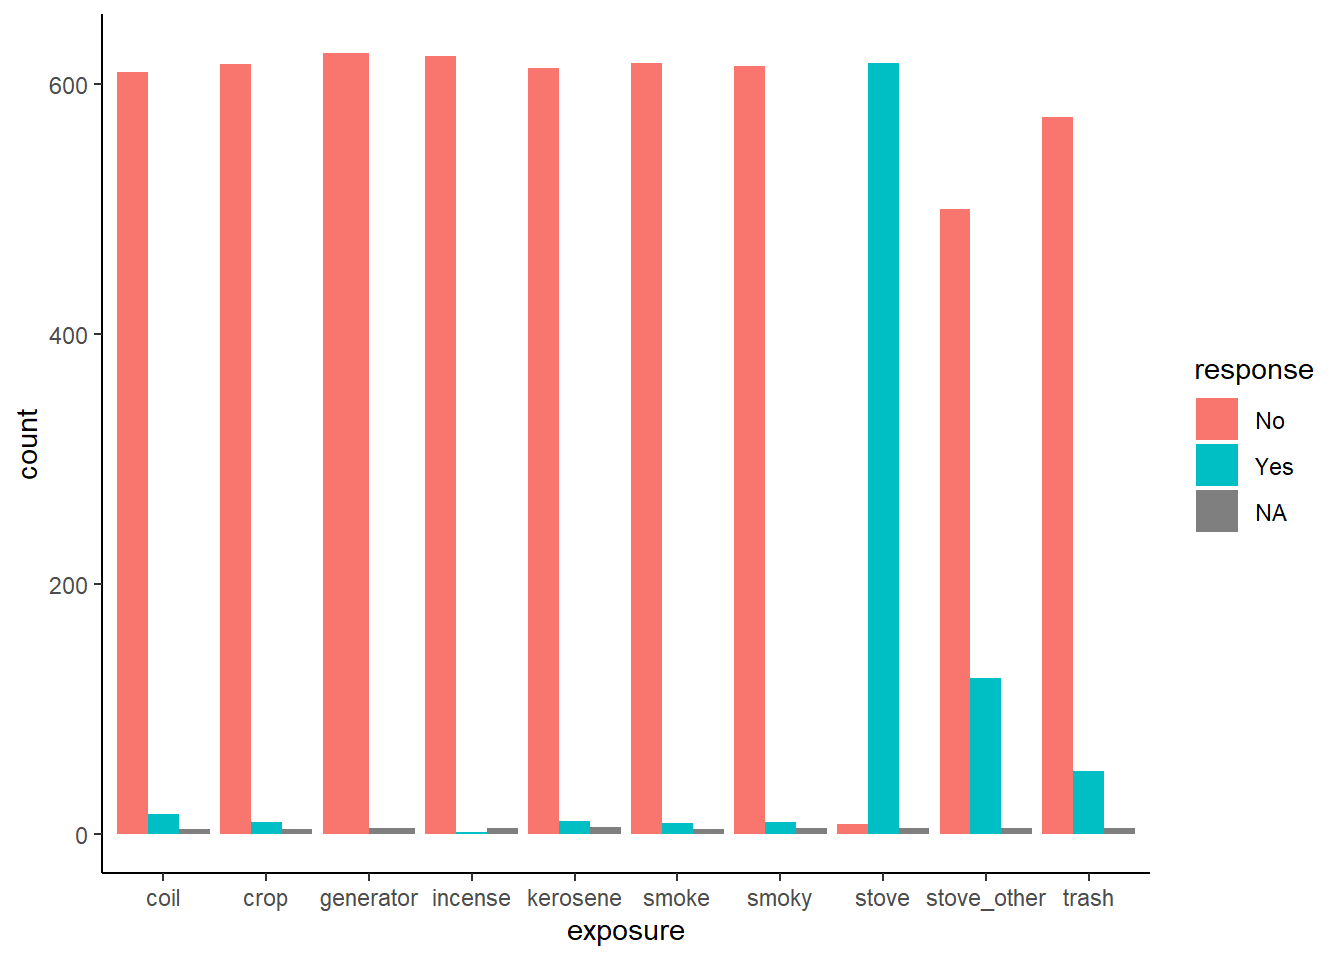 600
400
200
0
count
coil crop generator incense kerosene smoke smoky stove stove_other trash
exposure
response
No
Yes
NA